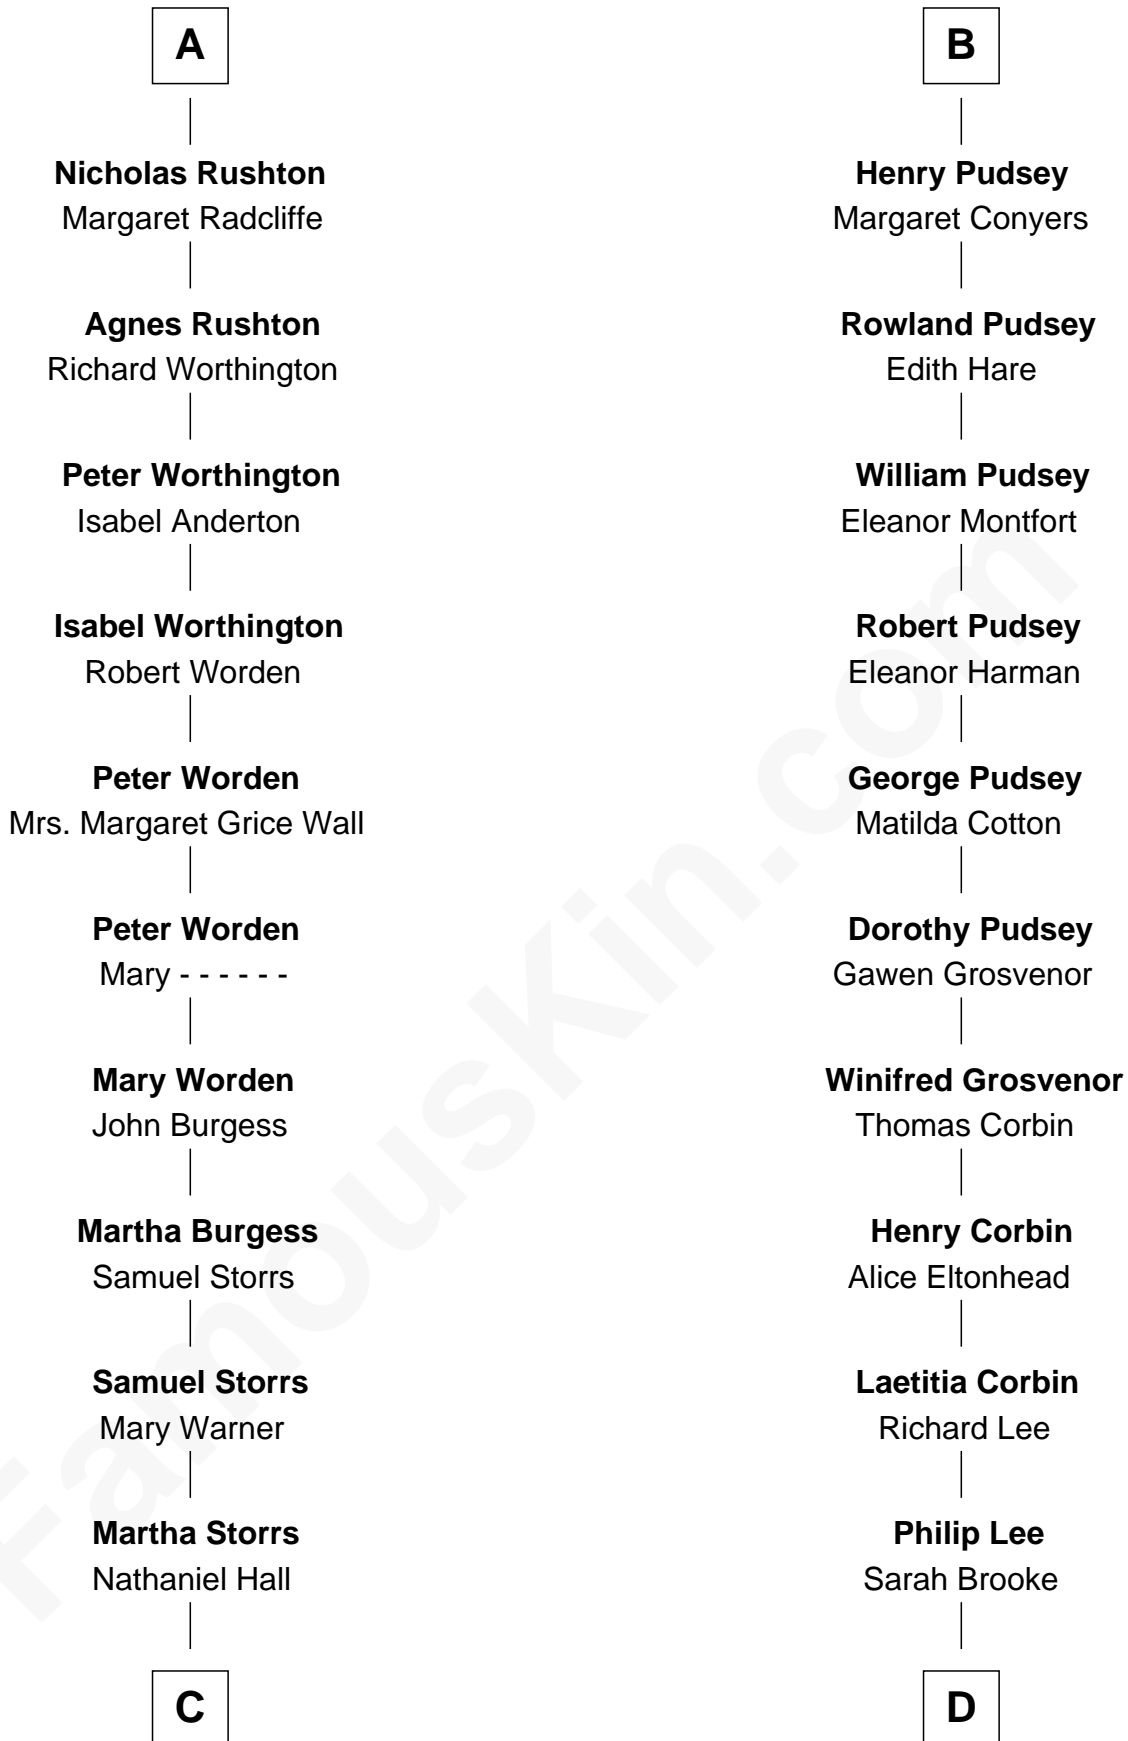 A
Nicholas Rushton
Margaret Radcliffe
Agnes Rushton
Richard Worthington
Peter Worthington
Isabel Anderton
Isabel Worthington
Robert Worden
Peter Worden
Mrs. Margaret Grice Wall
Peter Worden
Mary - - - - - -
Mary Worden
John Burgess
Martha Burgess
Samuel Storrs
Samuel Storrs
Mary Warner
Martha Storrs
Nathaniel Hall
C
B
Henry Pudsey
Margaret Conyers
Rowland Pudsey
Edith Hare
William Pudsey
Eleanor Montfort
Robert Pudsey
Eleanor Harman
George Pudsey
Matilda Cotton
Dorothy Pudsey
Gawen Grosvenor
Winifred Grosvenor
Thomas Corbin
Henry Corbin
Alice Eltonhead
Laetitia Corbin
Richard Lee
Philip Lee
Sarah Brooke
D
FamousKin.com